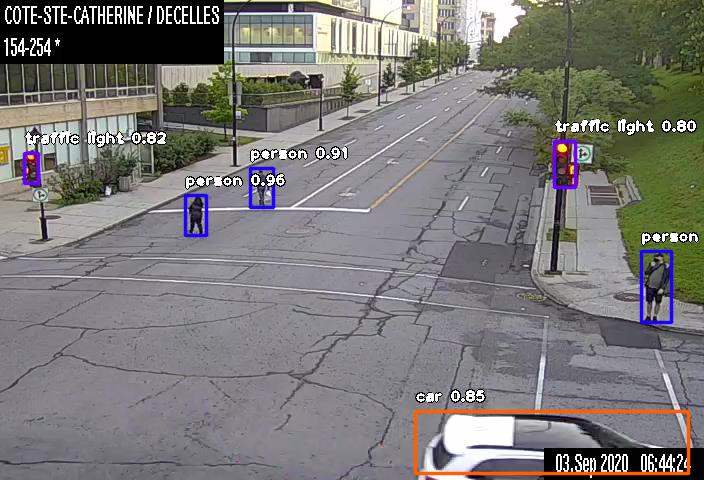 COTE-STE-CATHERINE / DECELLES
154-254 *
traffic light 0.82
traffic light 0.80
person 0.91
person 0.96
person
car 0.85
03.Sep 2020 06:44:24